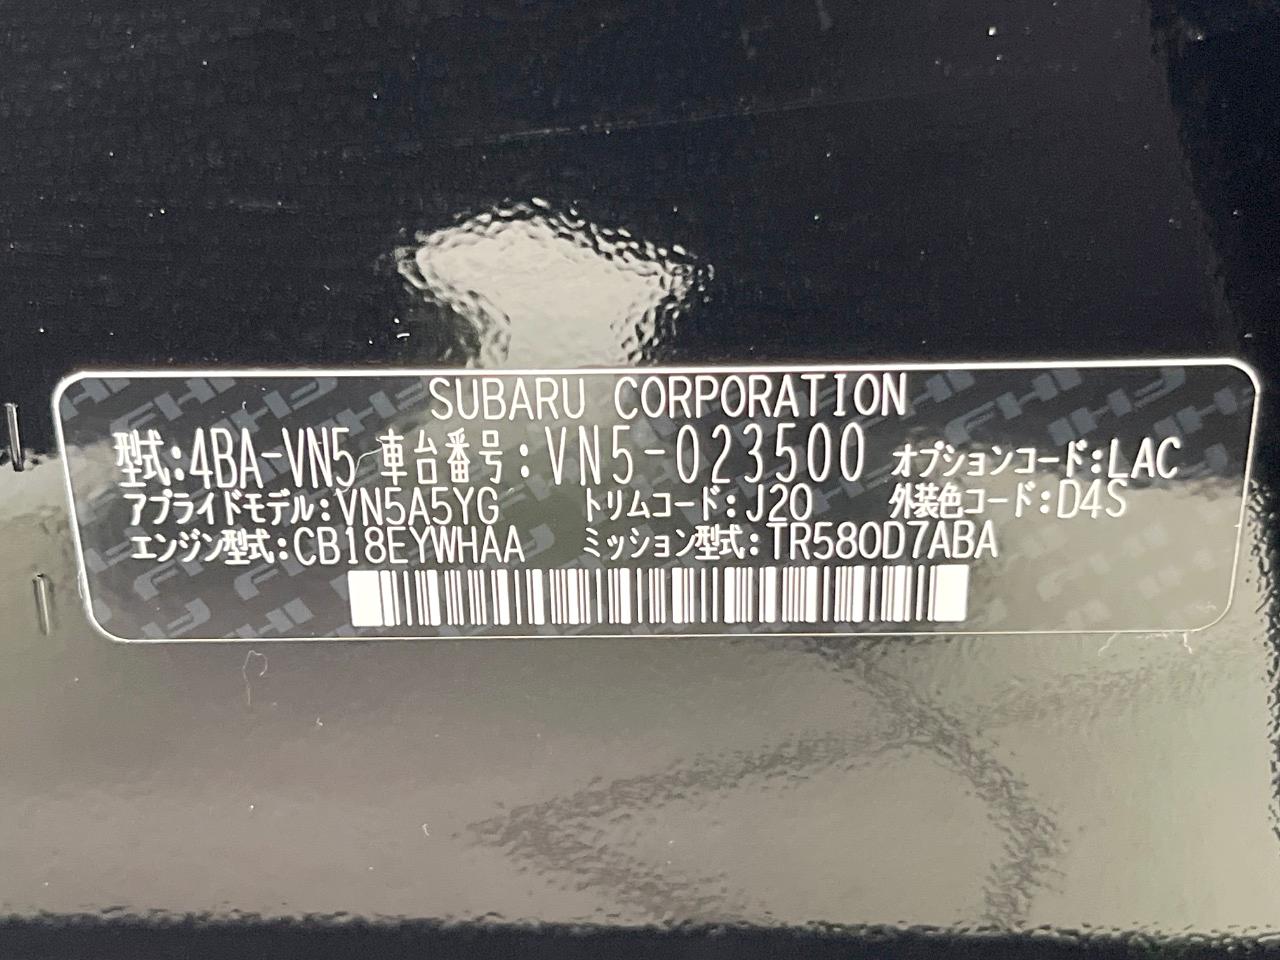 SUBARU CORPORATION
型式:4BA-VN5 車台番号:VN5-023500 オプションコード:LAC
アプライドモデル:VN5A5YG トリムコード:J20 外装色コード:D4S
エンジン型式:CB18EYWHAA ミッション型式:TR580D7ABA